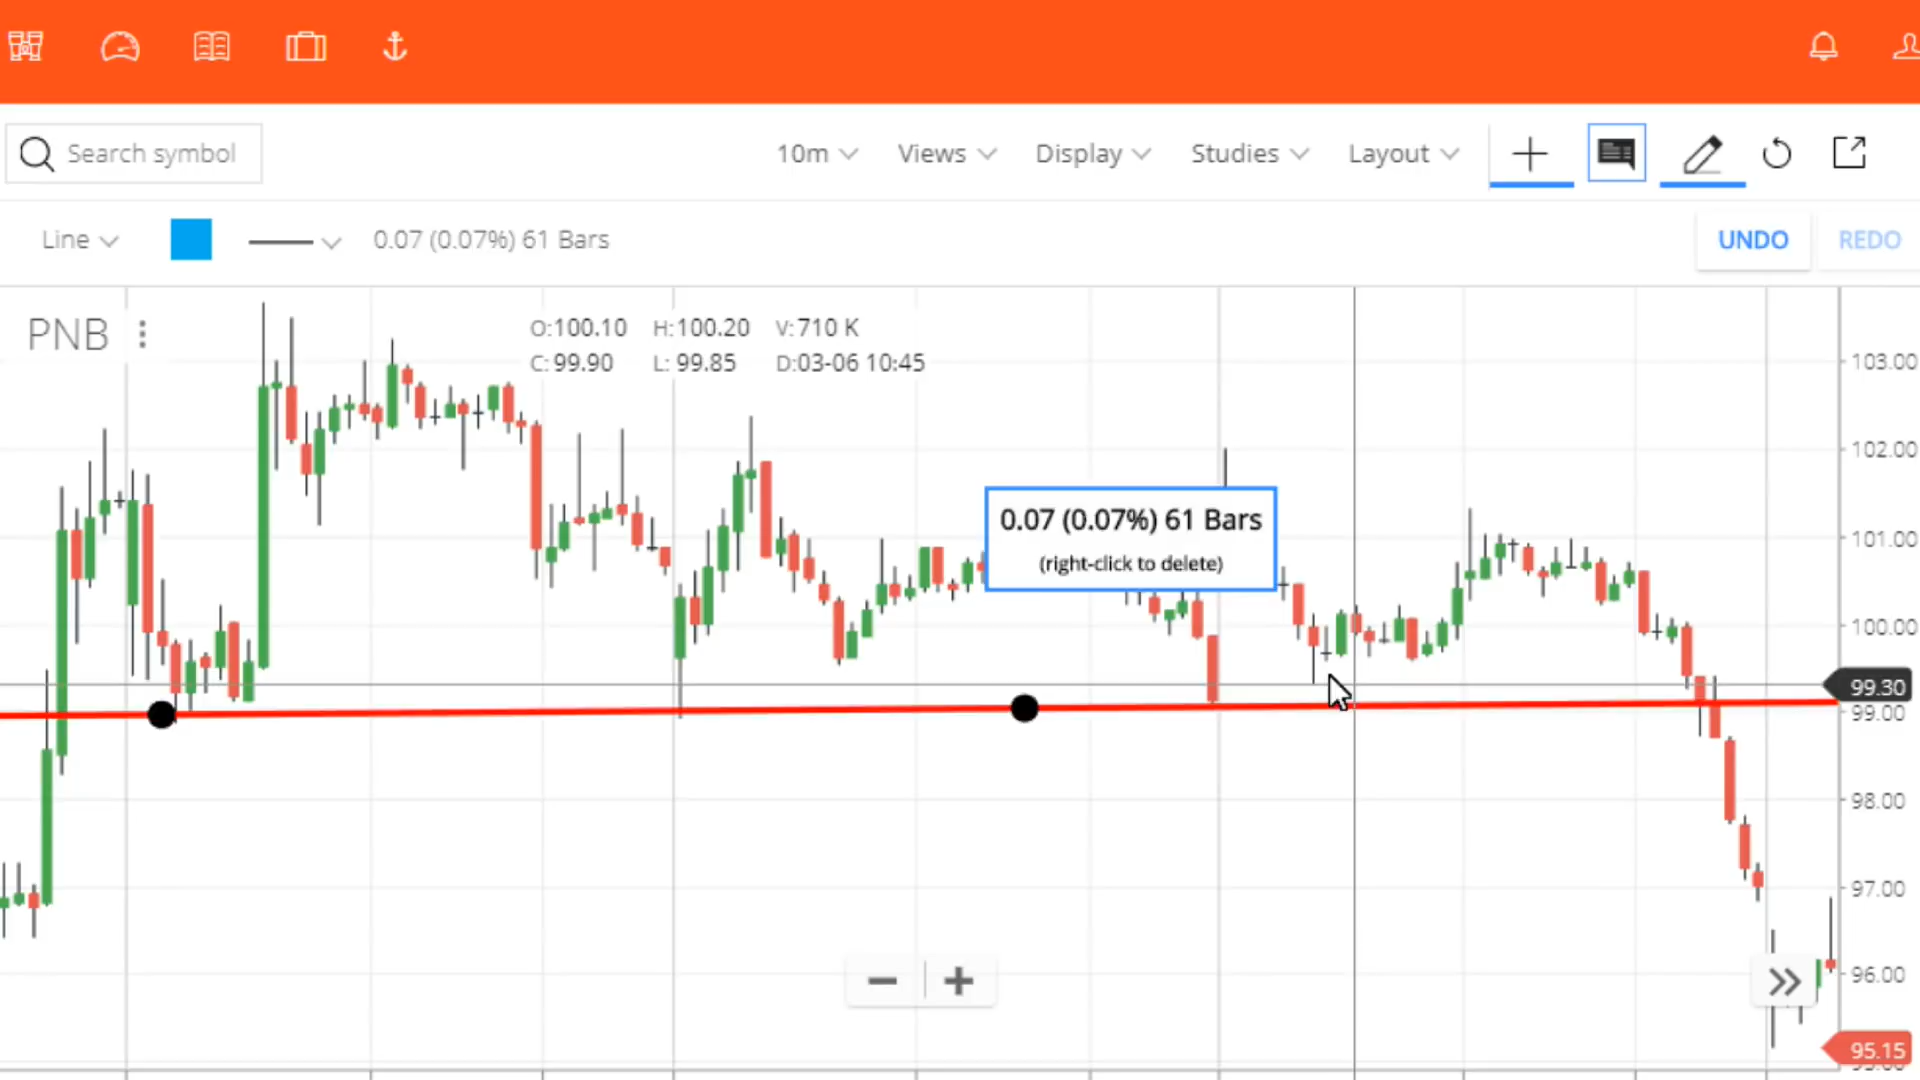 Search symbol
10m Views Display Studies Layout
Line 0.07 (0.07%) 61 Bars UNDO REDO
PNB
O:100.10 H:100.20 V:710 K
C:99.90 L:99.85 D:03-06 10:45
103.00
102.00
0.07 (0.07%) 61 Bars
(right-click to delete)
101.00
100.00
99.30
99.00
98.00
97.00
96.00
95.15